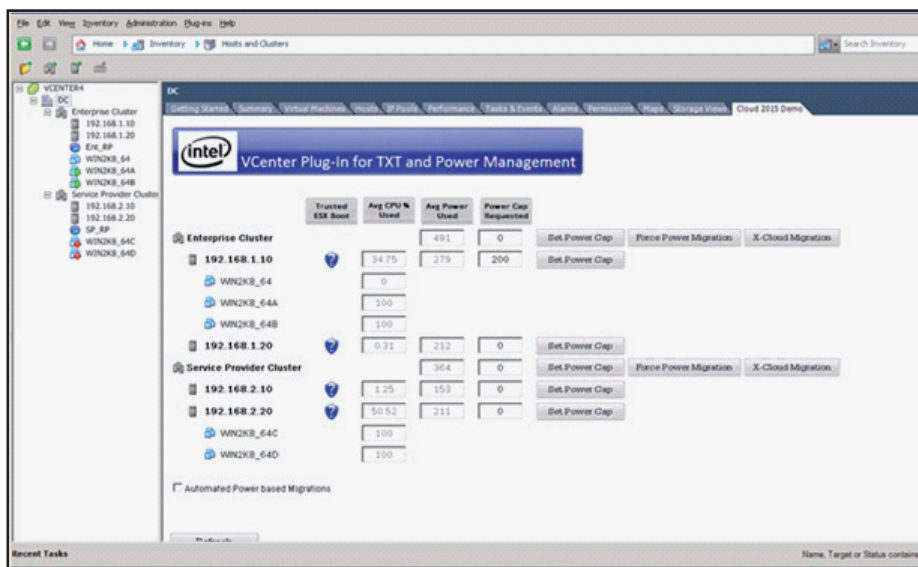 File Edit View Inventory Administration Plug-ins Help
Home Inventory Hosts and Clusters Search Inventory
VCENTER4
DC
Enterprise Cluster
192.168.1.10
192.168.1.20
Ent_RP
WIN2K8_64
WIN2K8_64A
WIN2K8_64B
Service Provider Cluster
192.168.2.10
192.168.2.20
SP_RP
WIN2K8_64C
WIN2K8_64D
DC
Getting Started Summary Virtual Machines Hosts IP Pools Performance Tasks & Events Alarms Permissions Maps Storage Views Cloud 2015 Demo
intel VCenter Plug-In for TXT and Power Management
Trusted ESX Boot Avg CPU % Used Avg Power Used Power Cap Requested
Enterprise Cluster 491 0 Set Power Cap Force Power Migration X-Cloud Migration
192.168.1.10 34.75 279 200 Set Power Cap
WIN2K8_64 0
WIN2K8_64A 100
WIN2K8_64B 100
192.168.1.20 0.31 212 0 Set Power Cap
Service Provider Cluster 364 0 Set Power Cap Force Power Migration X-Cloud Migration
192.168.2.10 1.25 153 0 Set Power Cap
192.168.2.20 50.52 211 0 Set Power Cap
WIN2K8_64C 100
WIN2K8_64D 100
Automated Power based Migrations
Refresh
Recent Tasks Name, Target or Status contains